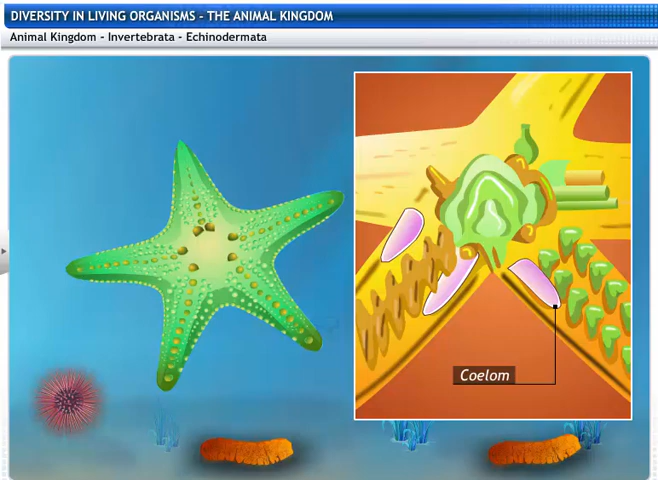 DIVERSITY IN LIVING ORGANISMS - THE ANIMAL KINGDOM
Animal Kingdom - Invertebrata - Echinodermata
Coelom